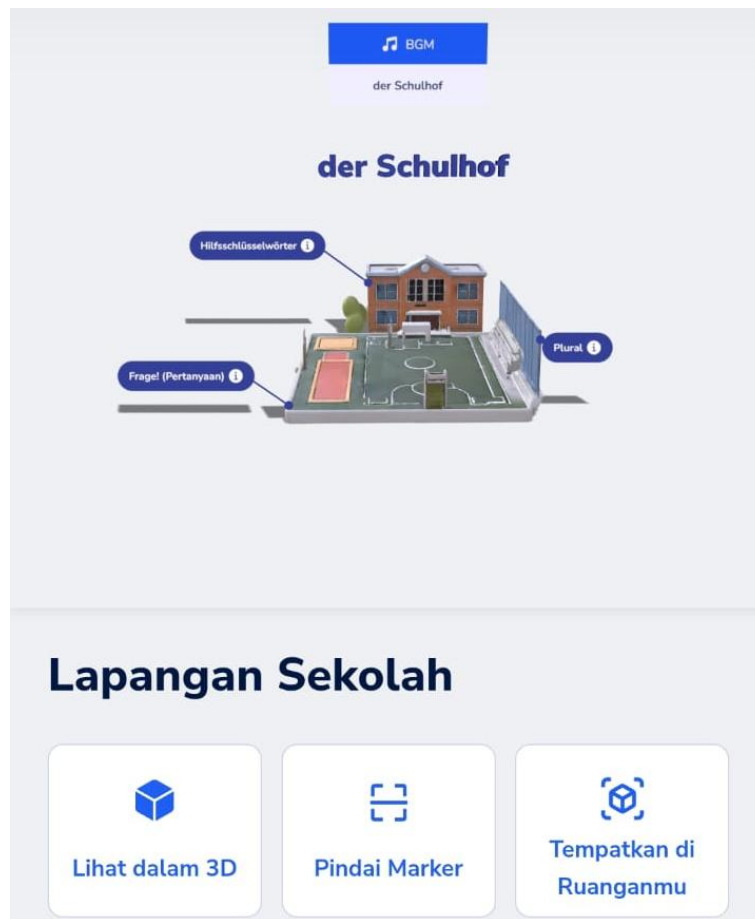 BGM
der Schulhof
der Schulhof
Hilfsschlüsselwörter
Plural
Frage! (Pertanyaan)
Lapangan Sekolah
Lihat dalam 3D
Pindai Marker
Tempatkan di
Ruanganmu